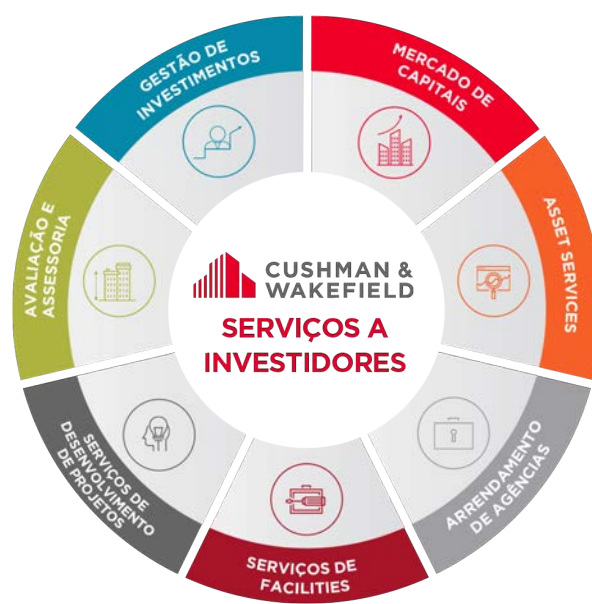 CUSHMAN &
WAKEFIELD
SERVIÇOS A
INVESTIDORES
MERCADO DE
CAPITAIS
ASSET SERVICES
ARRENDAMENTO
DE AGÊNCIAS
SERVIÇOS DE
FACILITIES
SERVIÇOS DE
DESENVOLVIMENTO
DE PROJETOS
AVALIAÇÃO E
ASSESSORIA
GESTÃO DE
INVESTIMENTOS